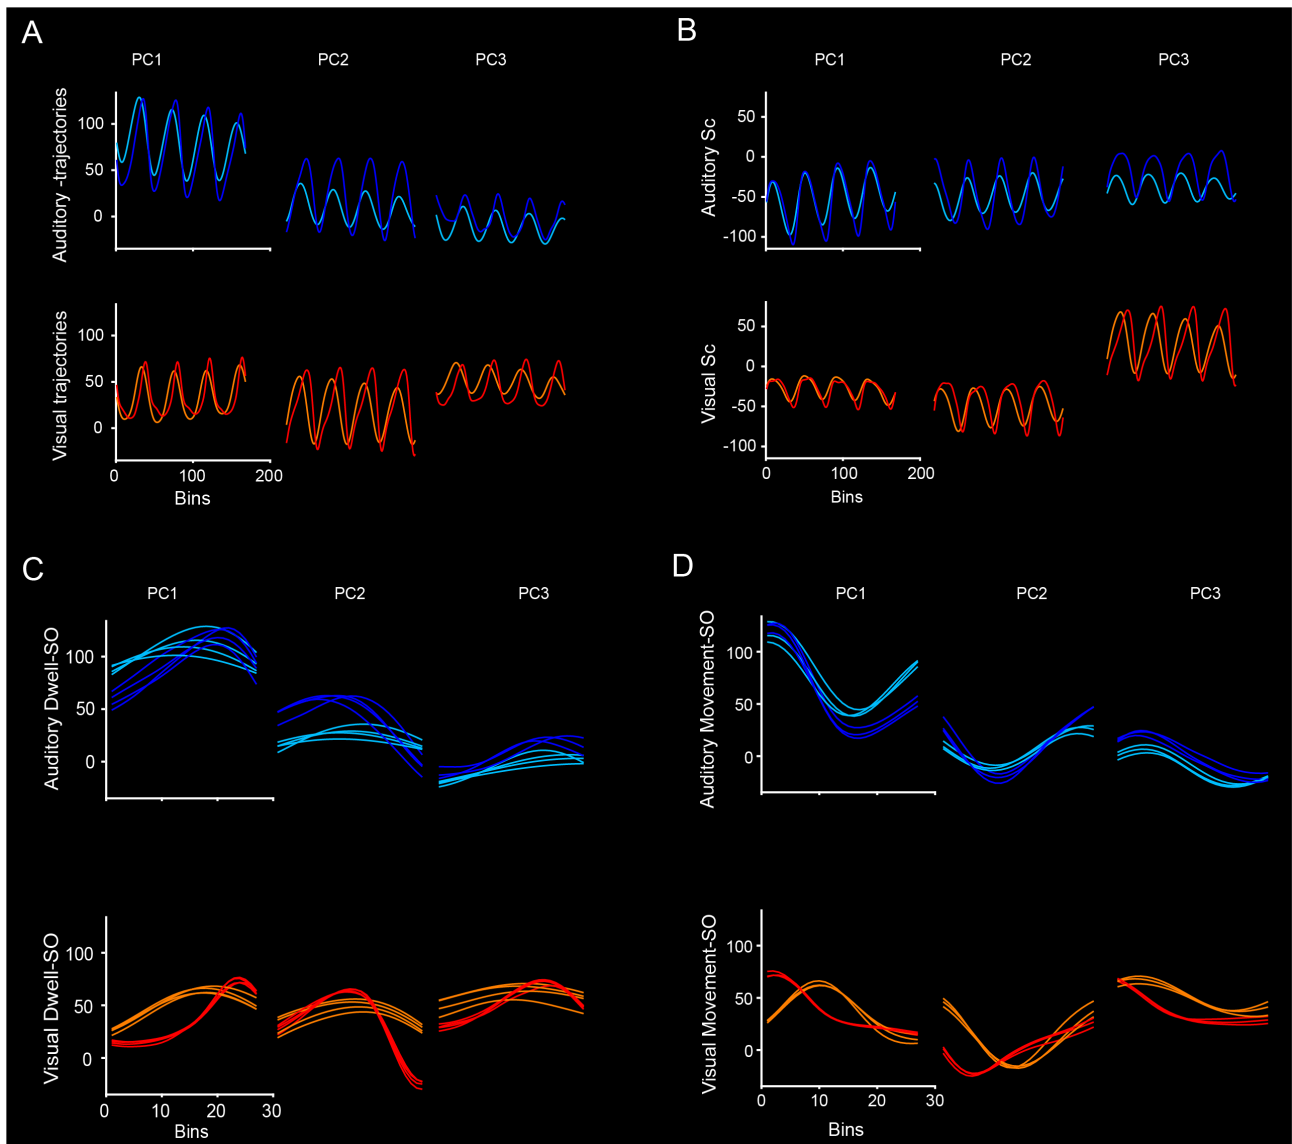 A
PC1 PC2 PC3
Auditory -trajectories
100
50
0
Visual trajectories
100
50
0
0 100 200
Bins
B
PC1 PC2 PC3
Auditory Sc
50
0
-50
-100
Visual Sc
50
0
-50
-100
0 100 200
Bins
C
PC1 PC2 PC3
Auditory Dwell-SO
100
50
0
Visual Dwell-SO
100
50
0
0 10 20 30
Bins
D
PC1 PC2 PC3
Auditory Movement-SO
100
50
0
Visual Movement-SO
100
50
0
0 10 20 30
Bins